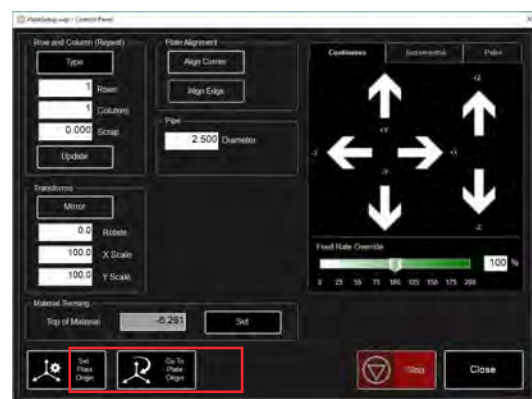 PlateSetup.wap - Control Panel
Row and Column (Repeat)
Type
1 Rows
1 Columns
0.000 Scrap
Update
Transforms
Mirror
0.0 Rotate
100.0 X Scale
100.0 Y Scale
Material Sensing
Top of Material -6.281 Set
Plate Alignment
Align Corner
Align Edge
Pipe
2.500 Diameter
Continuous Incremental Paths
+Y
+Z
-X
+X
-Y
-Z
Feed Rate Override
100 %
0 25 50 75 100 125 150 175 200
Set
Plate
Origin
Go To
Plate
Origin
Stop
Close